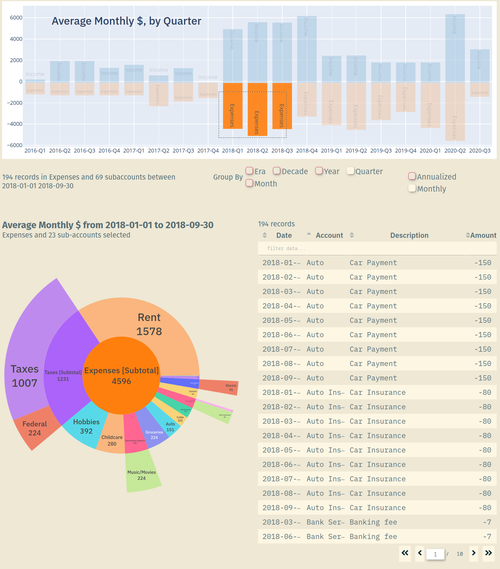 Average Monthly $, by Quarter
6000
4000
2000
0
−2000
−4000
−6000
Expenses
Expenses
Expenses
2016-Q1 2016-Q2 2016-Q3 2016-Q4 2017-Q1 2017-Q2 2017-Q3 2017-Q4 2018-Q1 2018-Q2 2018-Q3 2018-Q4 2019-Q1 2019-Q2 2019-Q3 2019-Q4 2020-Q1 2020-Q2 2020-Q3
194 records in Expenses and 69 subaccounts between
2018-01-01 2018-09-30
Group By Era Decade Year Quarter
Month
Annualized
Monthly
Average Monthly $ from 2018-01-01 to 2018-09-30
Expenses and 23 sub-accounts selected
Rent
1578
Expenses [Subtotal]
4596
Taxes [Subtotal]
1231
Taxes
1007
Federal
224
Hobbies
392
Childcare
280
Groceries
224
Auto
151
Music/Movies
224
194 records
Date Account Description Amount
filter data...
2018-01-- Auto Car Payment -150
2018-02-- Auto Car Payment -150
2018-03-- Auto Car Payment -150
2018-04-- Auto Car Payment -150
2018-05-- Auto Car Payment -150
2018-06-- Auto Car Payment -150
2018-07-- Auto Car Payment -150
2018-08-- Auto Car Payment -150
2018-09-- Auto Car Payment -150
2018-01-- Auto Ins- Car Insurance -80
2018-02-- Auto Ins- Car Insurance -80
2018-03-- Auto Ins- Car Insurance -80
2018-04-- Auto Ins- Car Insurance -80
2018-05-- Auto Ins- Car Insurance -80
2018-06-- Auto Ins- Car Insurance -80
2018-07-- Auto Ins- Car Insurance -80
2018-08-- Auto Ins- Car Insurance -80
2018-09-- Auto Ins- Car Insurance -80
2018-03-- Bank Ser- Banking fee -7
2018-06-- Bank Ser- Banking fee -7
1 / 10